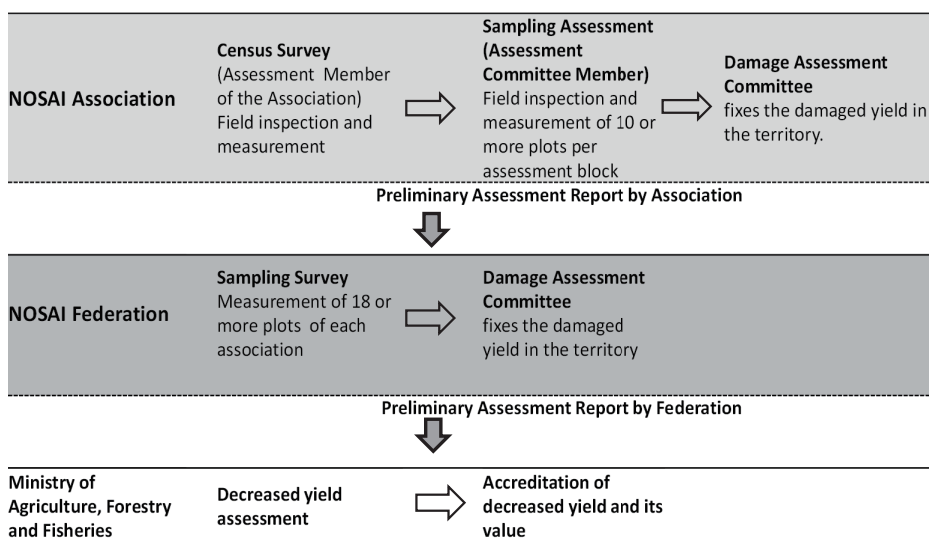 NOSAI Association
Census Survey
(Assessment Member
of the Association)
Field inspection and
measurement
Sampling Assessment
(Assessment
Committee Member)
Field inspection and
measurement of 10 or
more plots per
assessment block
Damage Assessment
Committee
fixes the damaged yield in
the territory.
Preliminary Assessment Report by Association
NOSAI Federation
Sampling Survey
Measurement of 18 or
more plots of each
association
Damage Assessment
Committee
fixes the damaged
yield in the territory
Preliminary Assessment Report by Federation
Ministry of
Agriculture, Forestry
and Fisheries
Decreased yield
assessment
Accreditation of
decreased yield and its
value